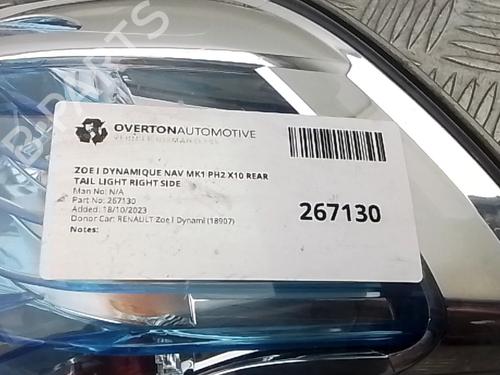 OVERTONAUTOMOTIVE
ZOE I DYNAMIQUE NAV MK1 PH2 X10 REAR
TAIL LIGHT RIGHT SIDE
Man No: N/A
Part No: 267130
Added: 18/10/2023
Donor Car: RENAULT Zoe I Dynami (18907)
Notes:
267130